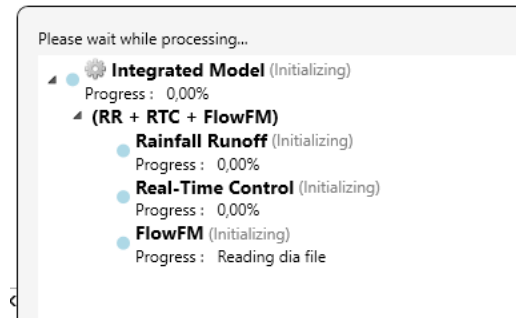 Please wait while processing...
Integrated Model (Initializing)
Progress : 0,00%
(RR + RTC + FlowFM)
Rainfall Runoff (Initializing)
Progress : 0,00%
Real-Time Control (Initializing)
Progress : 0,00%
FlowFM (Initializing)
Progress : Reading dia file